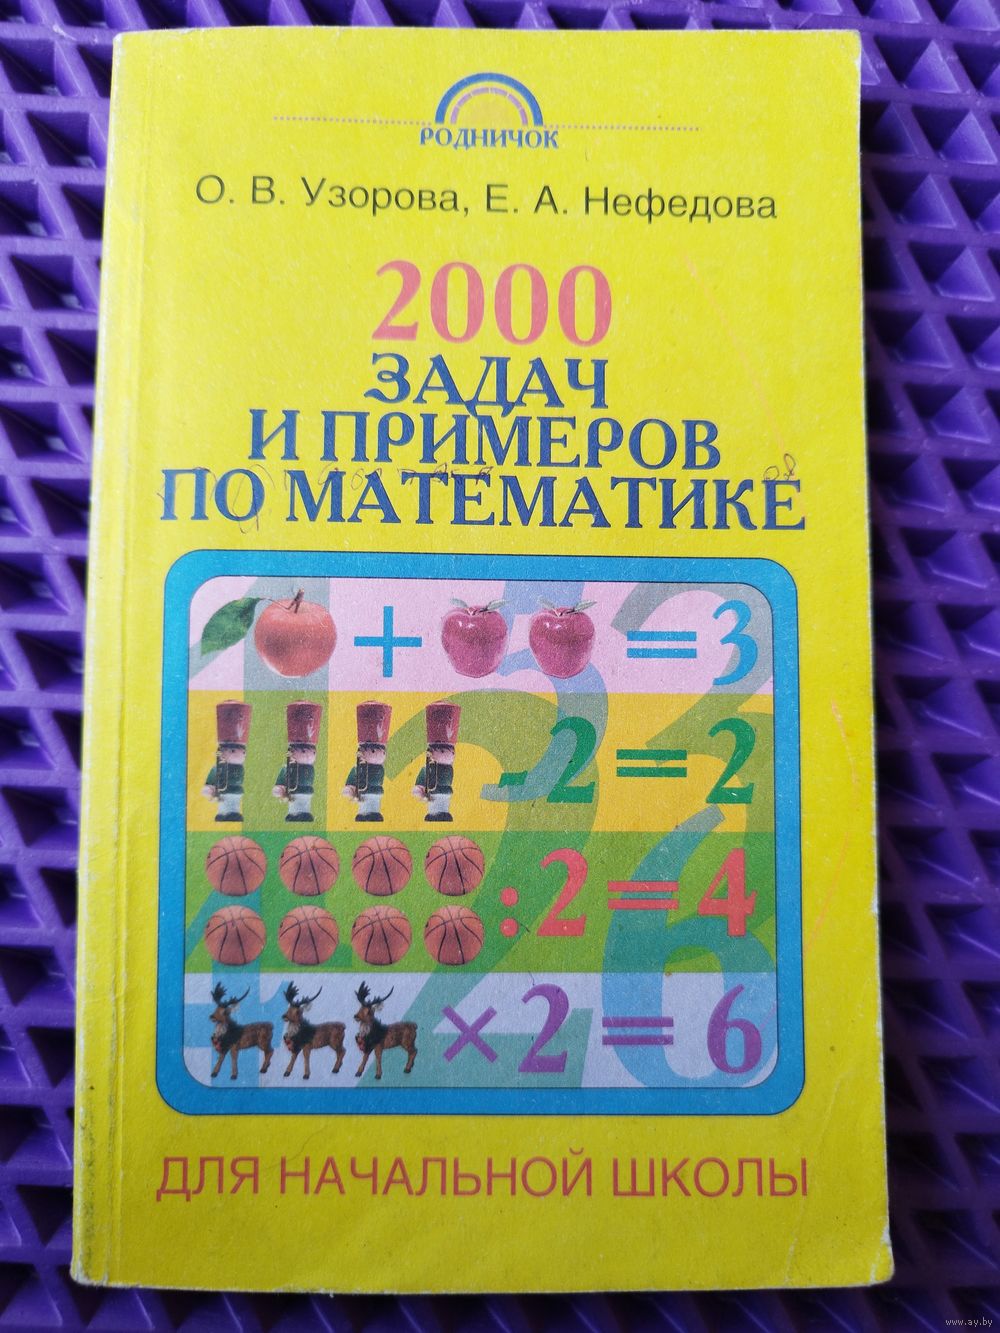 РОДНИЧОК
О. В. Узорова, Е. А. Нефедова
2000
ЗАДАЧ
И ПРИМЕРОВ
ПО МАТЕМАТИКЕ
+ = 3
- 2 = 2
: 2 = 4
× 2 = 6
ДЛЯ НАЧАЛЬНОЙ ШКОЛЫ
www.ay.by